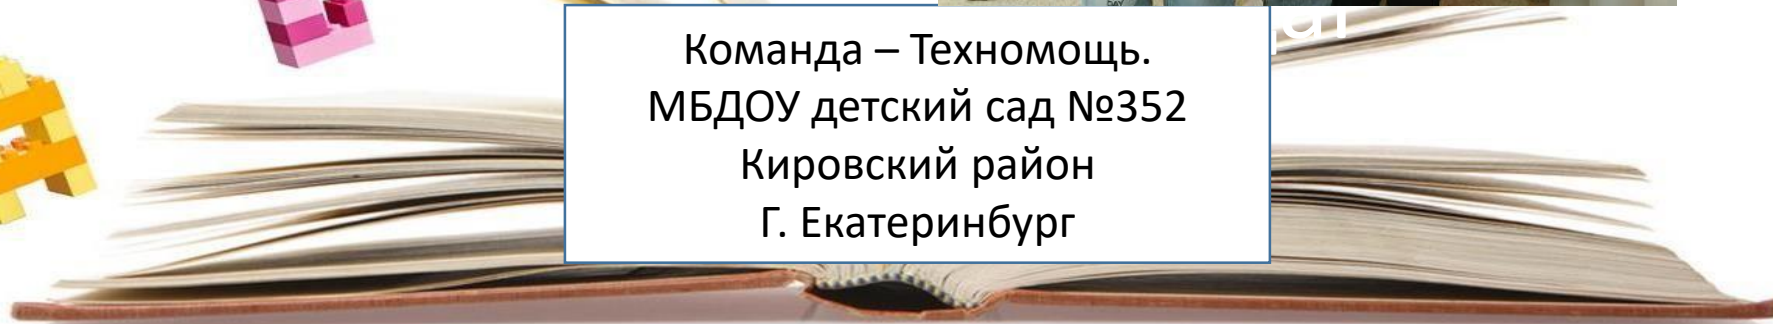 Команда – Техномощь.
МБДОУ детский сад №352
Кировский район
Г. Екатеринбург